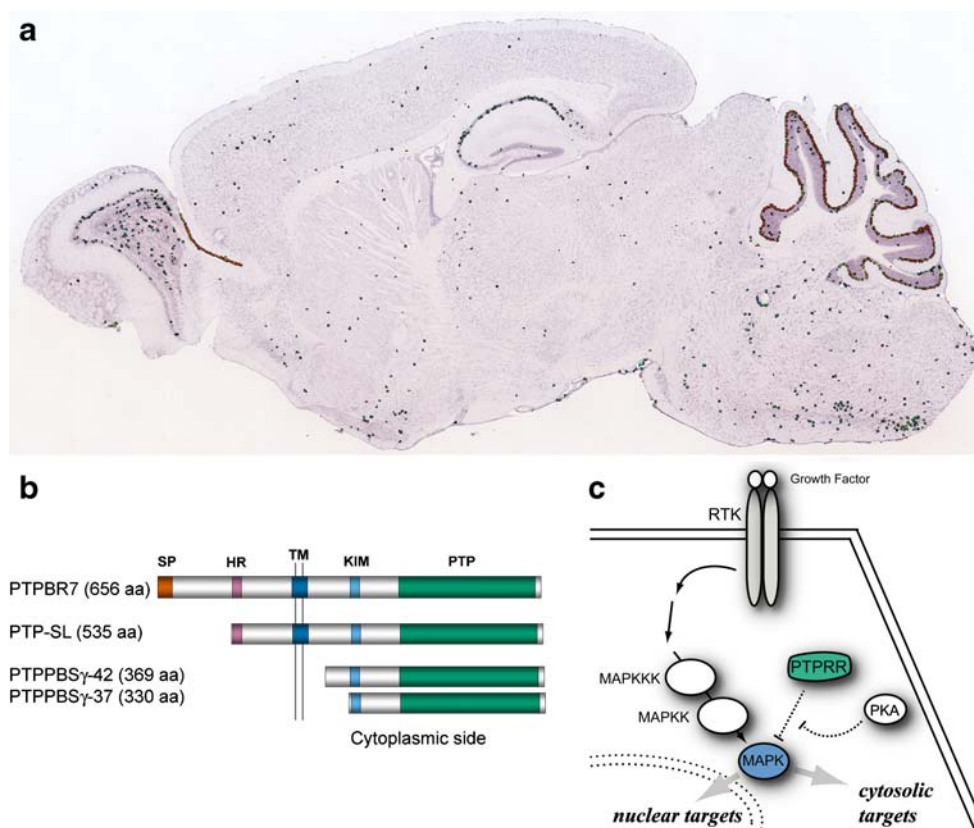 a
b
SP HR TM KIM PTP
PTPBR7 (656 aa)
PTP-SL (535 aa)
PTPPBSγ-42 (369 aa)
PTPPBSγ-37 (330 aa)
Cytoplasmic side
c
Growth Factor
RTK
MAPKKK
MAPKK
PTPRR
PKA
MAPK
nuclear targets
cytosolic
targets